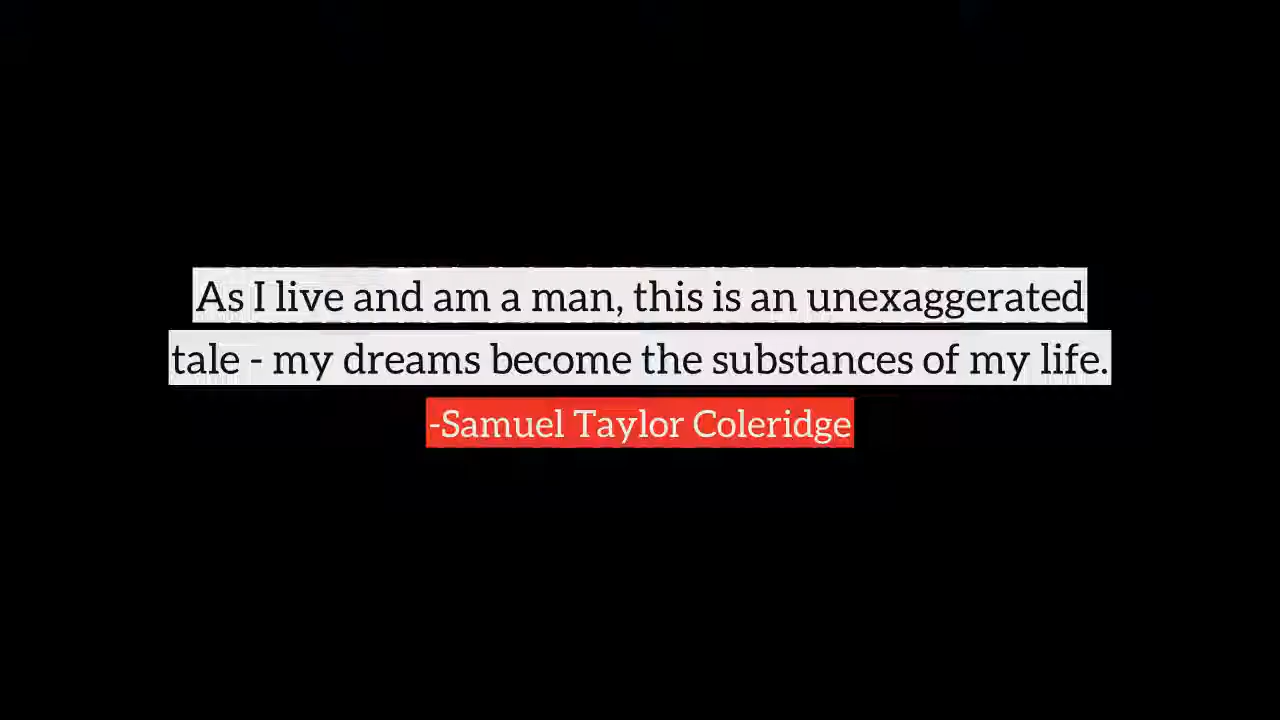 As I live and am a man, this is an unexaggerated
tale - my dreams become the substances of my life.
-Samuel Taylor Coleridge